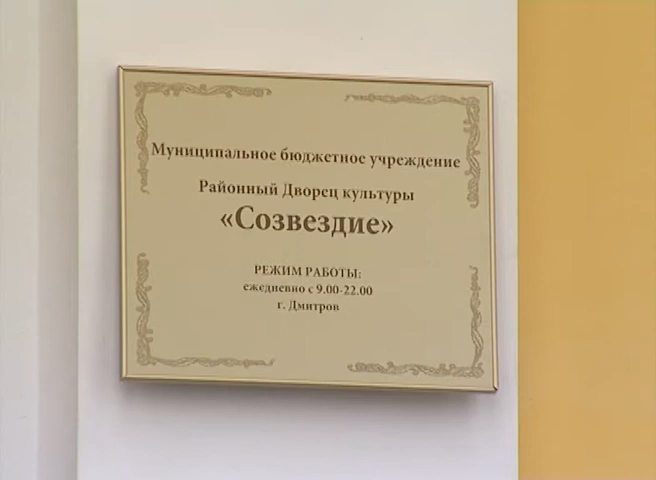 Муниципальное бюджетное учреждение
Районный Дворец культуры
«Созвездие»
РЕЖИМ РАБОТЫ:
ежедневно с 9.00-22.00
г. Дмитров